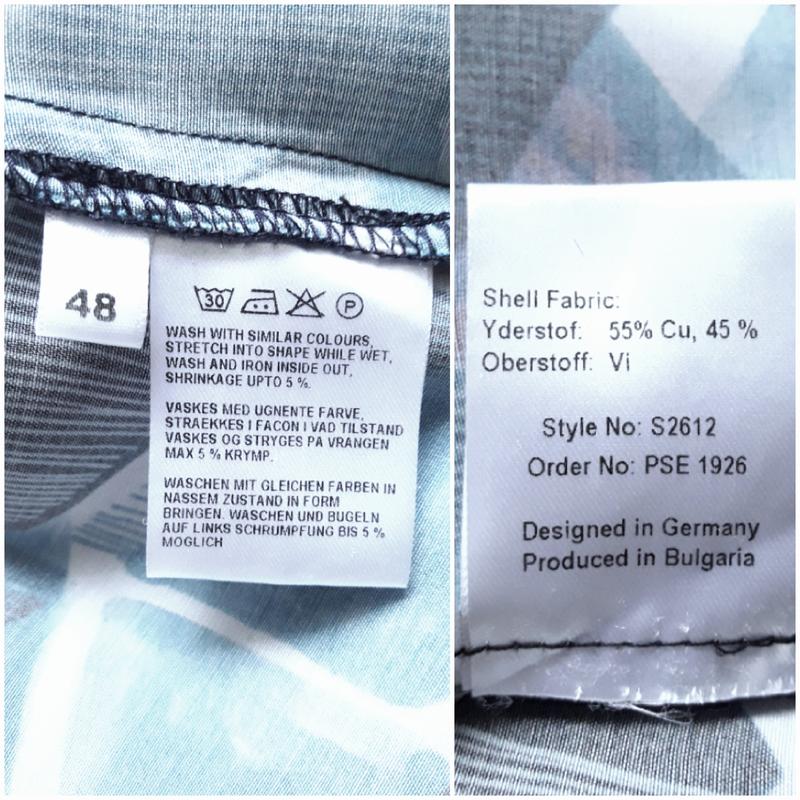 48
30
P
WASH WITH SIMILAR COLOURS,
STRETCH INTO SHAPE WHILE WET,
WASH AND IRON INSIDE OUT,
SHRINKAGE UPTO 5 %.
VASKES MED UGNENTE FARVE,
STRAEKKES I FACON I VAD TILSTAND
VASKES OG STRYGES PA VRANGEN
MAX 5 % KRYMP.
WASCHEN MIT GLEICHEN FARBEN IN
NASSEM ZUSTAND IN FORM
BRINGEN. WASCHEN UND BUGELN
AUF LINKS SCHRUMPFUNG BIS 5 %
MOGLICH
Shell Fabric:
Yderstof: 55% Cu, 45 %
Oberstoff: Vi
Style No: S2612
Order No: PSE 1926
Designed in Germany
Produced in Bulgaria